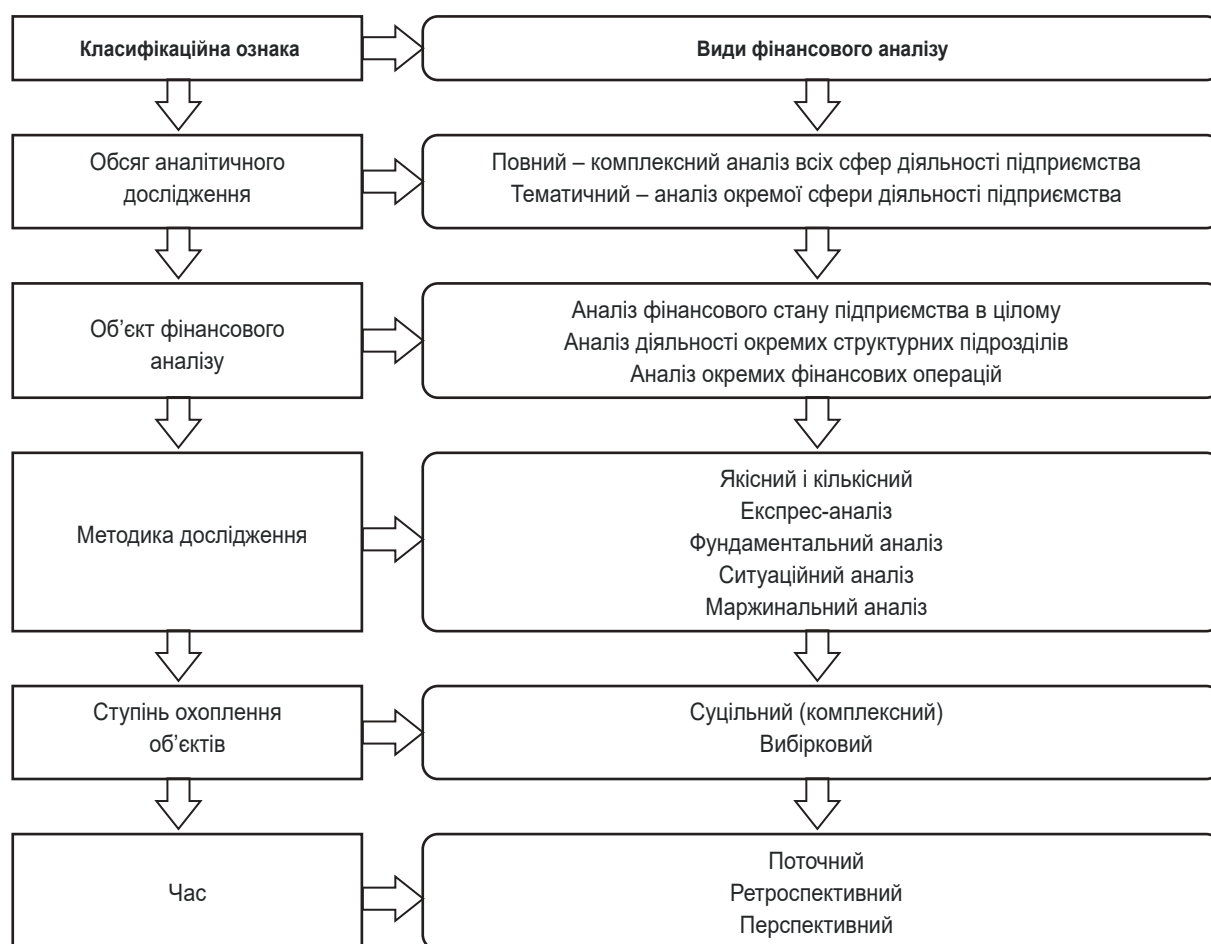 Класифікаційна ознака
Види фінансового аналізу
Обсяг аналітичного
дослідження
Повний – комплексний аналіз всіх сфер діяльності підприємства
Тематичний – аналіз окремої сфери діяльності підприємства
Об’єкт фінансового
аналізу
Аналіз фінансового стану підприємства в цілому
Аналіз діяльності окремих структурних підрозділів
Аналіз окремих фінансових операцій
Методика дослідження
Якісний і кількісний
Експрес-аналіз
Фундаментальний аналіз
Ситуаційний аналіз
Маржинальний аналіз
Ступінь охоплення
об’єктів
Суцільний (комплексний)
Вибірковий
Час
Поточний
Ретроспективний
Перспективний